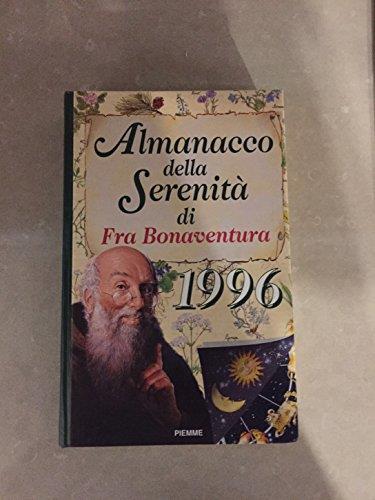 Almanacco
della
Serenità
di
Fra Bonaventura
1996
PIEMME